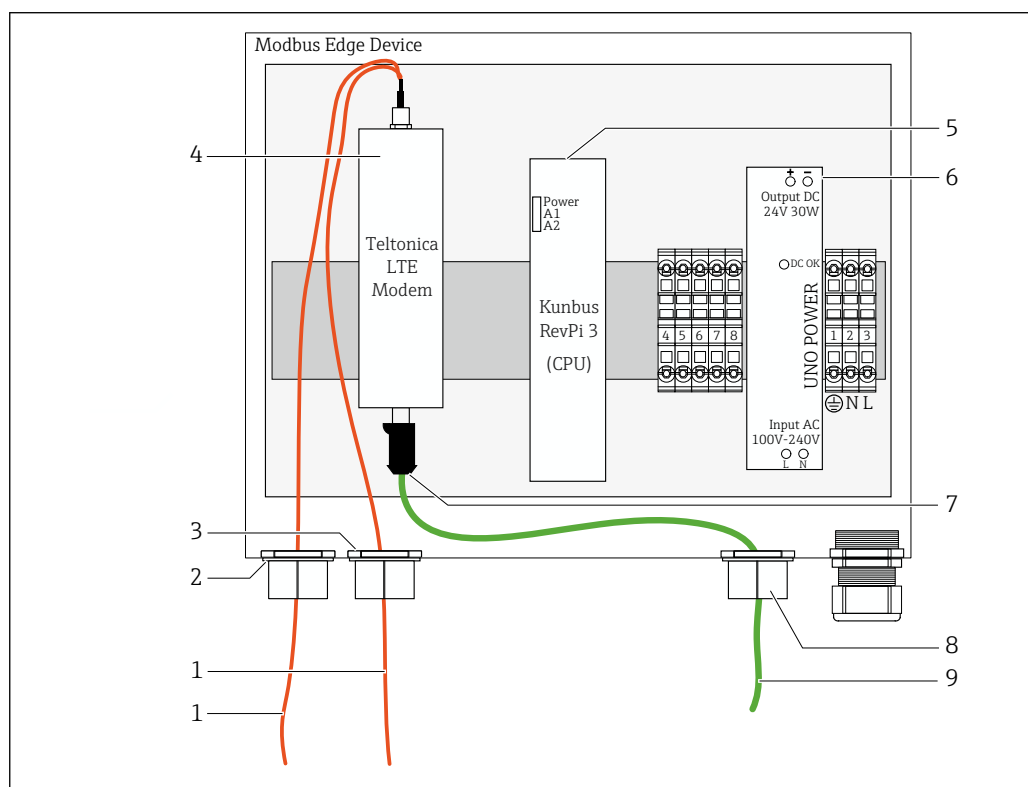 Modbus Edge Device
4
5
6
+ −
Output DC
24V 30W
Power
A1
A2
Teltonica
LTE
Modem
DC OK
Kunbus
RevPi 3
(CPU)
4 5 6 7 8
UNO POWER
1 2 3
N L
Input AC
100V-240V
L N
7
3
2
8
1
9
1